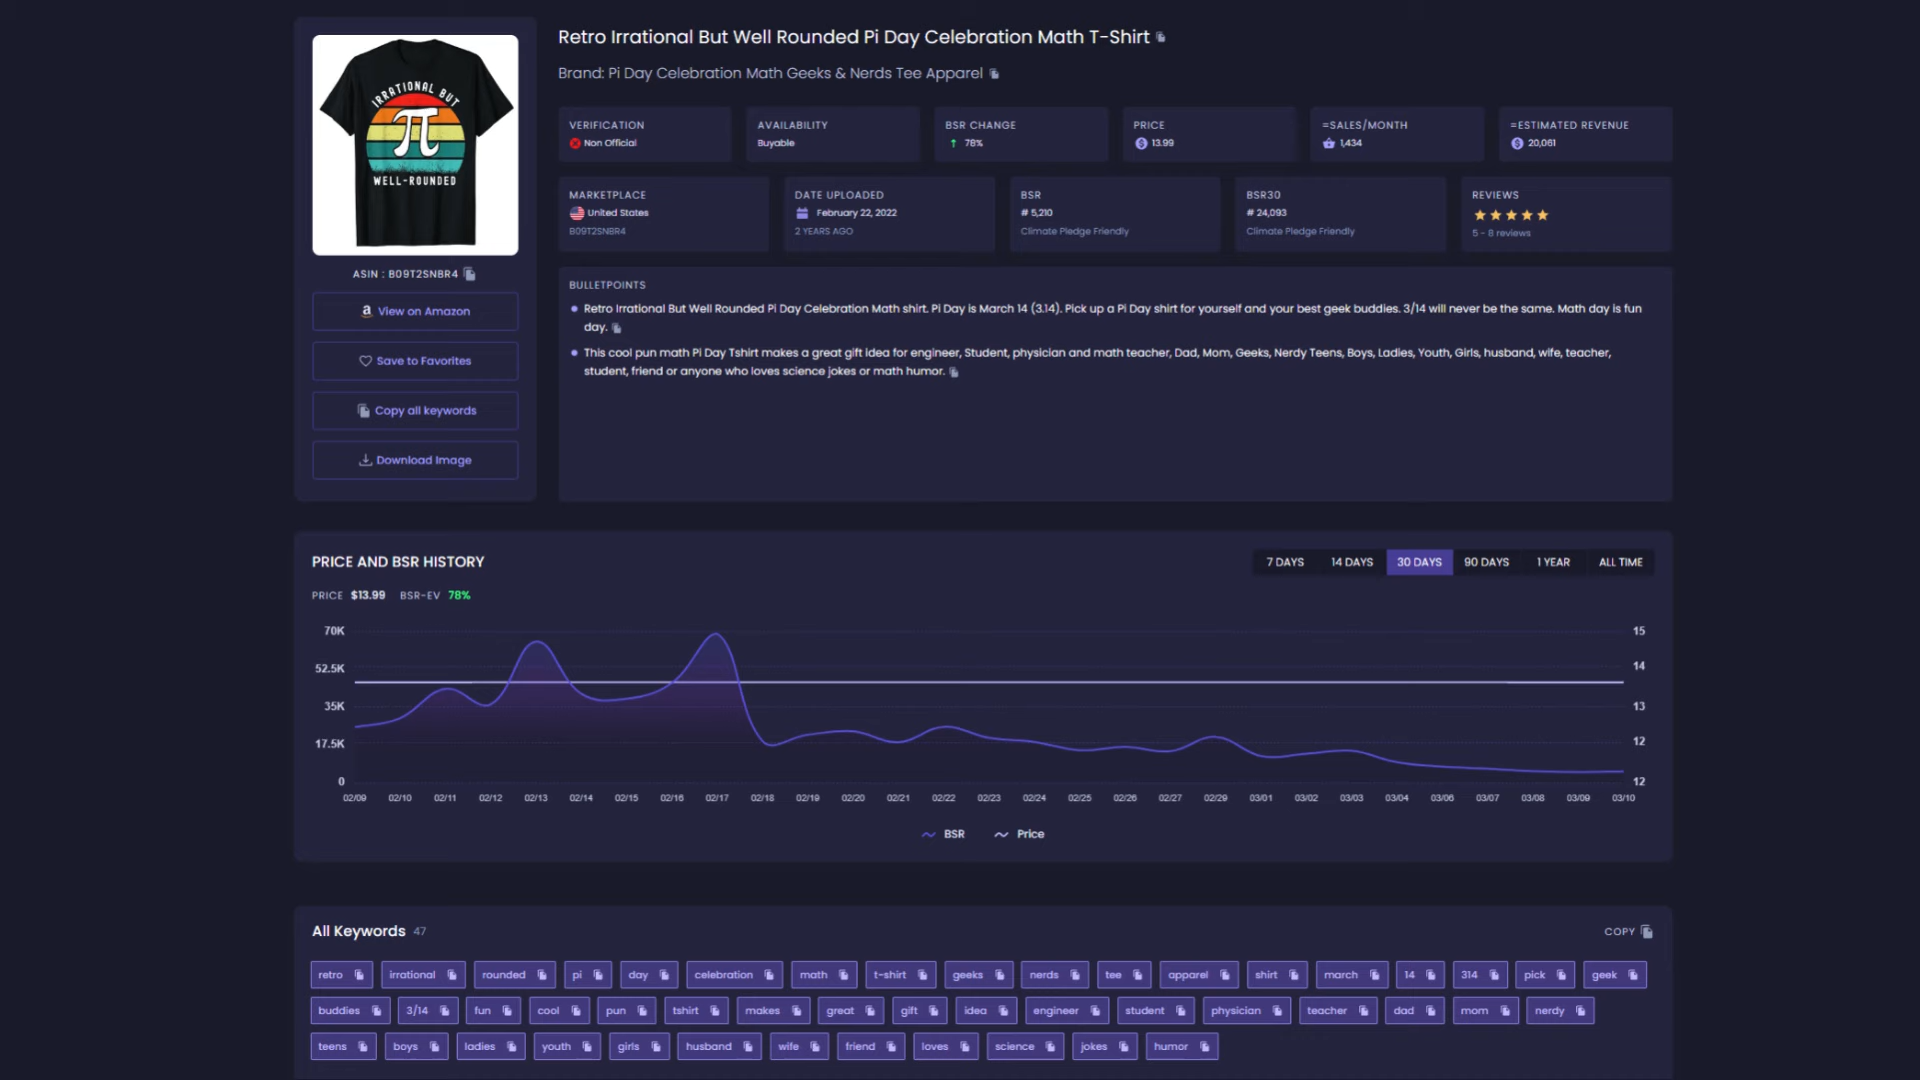 IRRATIONAL BUT
WELL-ROUNDED
ASIN : B09T2SNBR4
View on Amazon
Save to Favorites
Copy all keywords
Download Image
Retro Irrational But Well Rounded Pi Day Celebration Math T-Shirt
Brand: Pi Day Celebration Math Geeks & Nerds Tee Apparel
VERIFICATION
Non Official
AVAILABILITY
Buyable
BSR CHANGE
78%
PRICE
13.99
≈SALES/MONTH
1,434
≈ESTIMATED REVENUE
20,061
MARKETPLACE
United States
B09T2SNBR4
DATE UPLOADED
February 22, 2022
2 YEARS AGO
BSR
# 5,210
Climate Pledge Friendly
BSR30
# 24,093
Climate Pledge Friendly
REVIEWS
5 - 8 reviews
BULLETPOINTS
Retro Irrational But Well Rounded Pi Day Celebration Math shirt. Pi Day is March 14 (3.14). Pick up a Pi Day shirt for yourself and your best geek buddies. 3/14 will never be the same. Math day is fun
day.
This cool pun math Pi Day Tshirt makes a great gift idea for engineer, Student, physician and math teacher, Dad, Mom, Geeks, Nerdy Teens, Boys, Ladies, Youth, Girls, husband, wife, teacher,
student, friend or anyone who loves science jokes or math humor.
PRICE AND BSR HISTORY
7 DAYS 14 DAYS 30 DAYS 90 DAYS 1 YEAR ALL TIME
PRICE $13.99 BSR-EV 78%
70K 15
52.5K 14
35K 13
17.5K 12
0 12
02/09 02/10 02/11 02/12 02/13 02/14 02/15 02/16 02/17 02/18 02/19 02/20 02/21 02/22 02/23 02/24 02/25 02/26 02/27 02/29 03/01 03/02 03/03 03/04 03/06 03/07 03/08 03/09 03/10
BSR Price
All Keywords 47
COPY
retro irrational rounded pi day celebration math t-shirt geeks nerds tee apparel shirt march 14 314 pick geek
buddies 3/14 fun cool pun tshirt makes great gift idea engineer student physician teacher dad mom nerdy
teens boys ladies youth girls husband wife friend loves science jokes humor